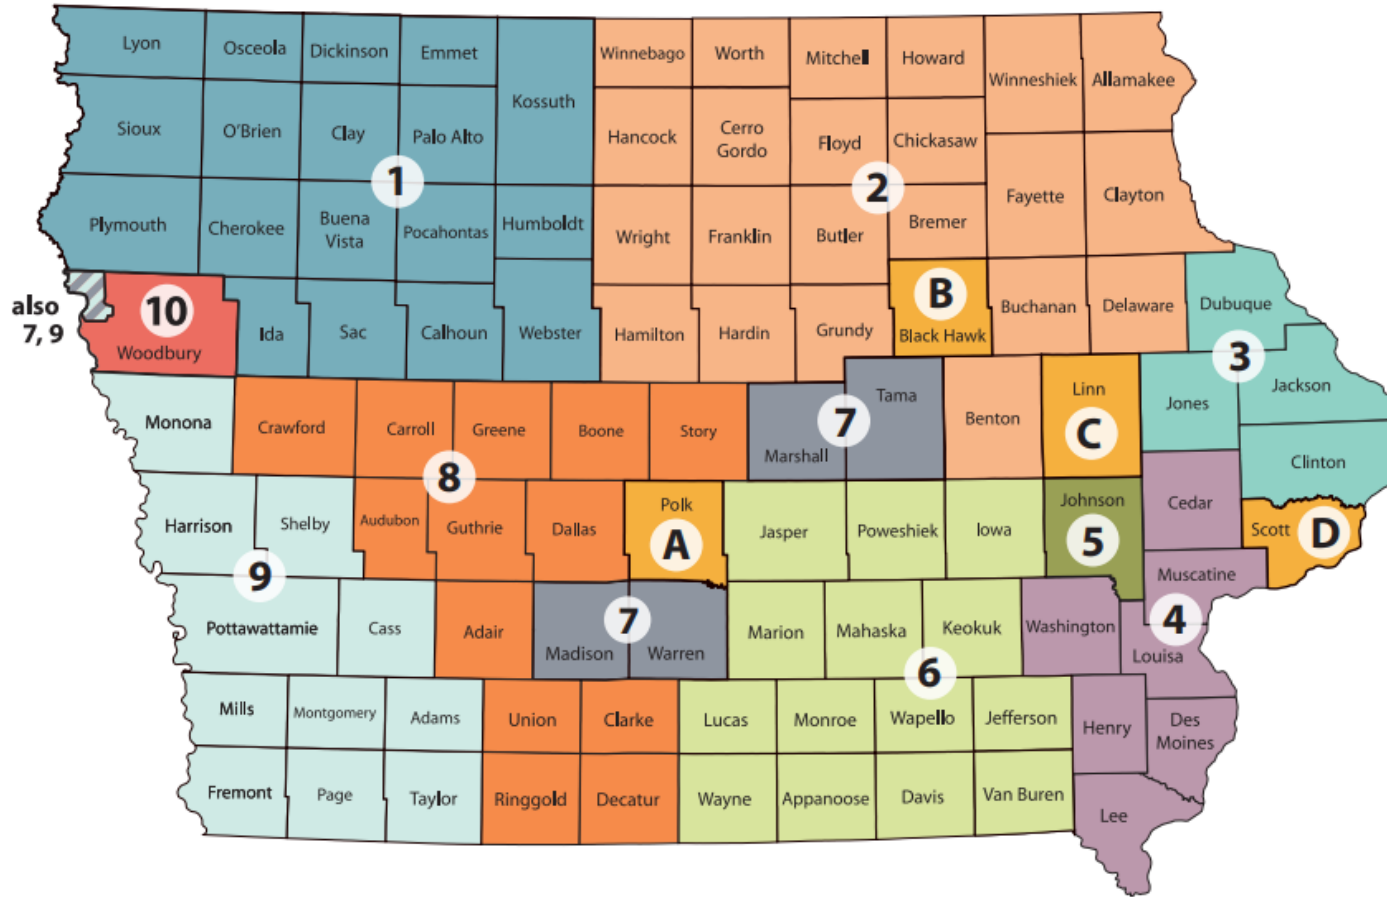 Lyon
Osceola
Dickinson
Emmet
Kossuth
Winnebago
Worth
Mitchell
Howard
Winneshiek
Allamakee
Sioux
O'Brien
Clay
Palo Alto
Hancock
Cerro
Gordo
Floyd
Chickasaw
1
2
Fayette
Clayton
Plymouth
Cherokee
Buena
Vista
Pocahontas
Humboldt
Wright
Franklin
Butler
Bremer
also
7, 9
10
Woodbury
Ida
Sac
Calhoun
Webster
Hamilton
Hardin
Grundy
B
Black Hawk
Buchanan
Delaware
Dubuque
3
Monona
Crawford
Carroll
Greene
Boone
Story
Marshall
7
Tama
Benton
Linn
C
Jones
Jackson
Clinton
8
Harrison
Shelby
Audubon
Guthrie
Dallas
Polk
A
Jasper
Poweshiek
Iowa
Johnson
5
Cedar
Scott
D
9
Muscatine
4
Pottawattamie
Cass
Adair
7
Madison
Warren
Marion
Mahaska
Keokuk
Washington
Louisa
6
Mills
Montgomery
Adams
Union
Clarke
Lucas
Monroe
Wapello
Jefferson
Henry
Des
Moines
Fremont
Page
Taylor
Ringgold
Decatur
Wayne
Appanoose
Davis
Van Buren
Lee